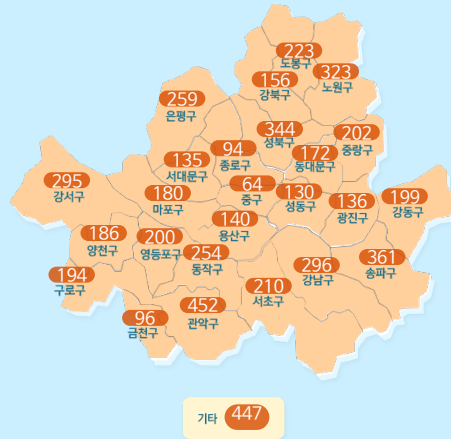 223
도봉구
323
노원구
156
강북구
259
은평구
344
성북구
202
중랑구
94
종로구
172
동대문구
135
서대문구
295
강서구
180
마포구
64
중구
130
성동구
136
광진구
199
강동구
140
용산구
186
양천구
200
영등포구
254
동작구
361
송파구
296
강남구
194
구로구
210
서초구
452
관악구
96
금천구
기타 447